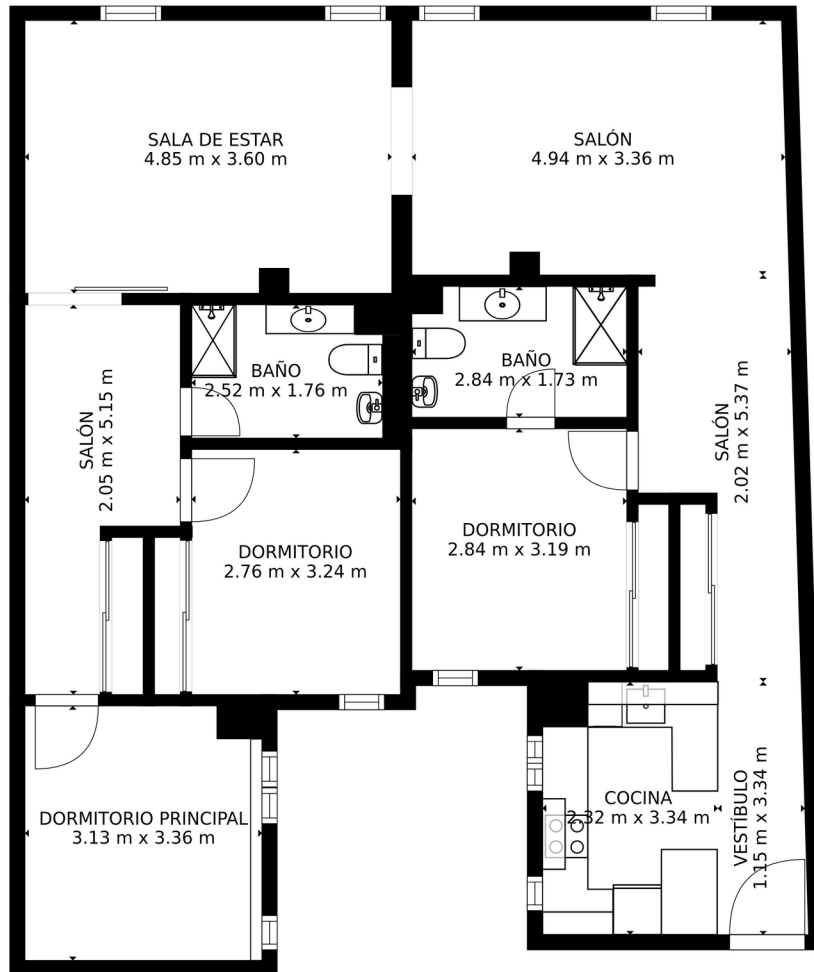 SALA DE ESTAR
4.85 m x 3.60 m
SALÓN
4.94 m x 3.36 m
BAÑO
2.52 m x 1.76 m
BAÑO
2.84 m x 1.73 m
SALÓN
2.05 m x 5.15 m
SALÓN
2.02 m x 5.37 m
DORMITORIO
2.76 m x 3.24 m
DORMITORIO
2.84 m x 3.19 m
DORMITORIO PRINCIPAL
3.13 m x 3.36 m
COCINA
2.32 m x 3.34 m
VESTÍBULO
1.15 m x 3.34 m